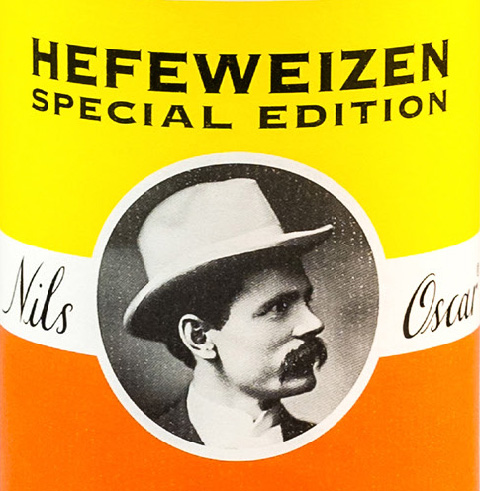 HEFEWEIZEN
SPECIAL EDITION
Nils Oscar